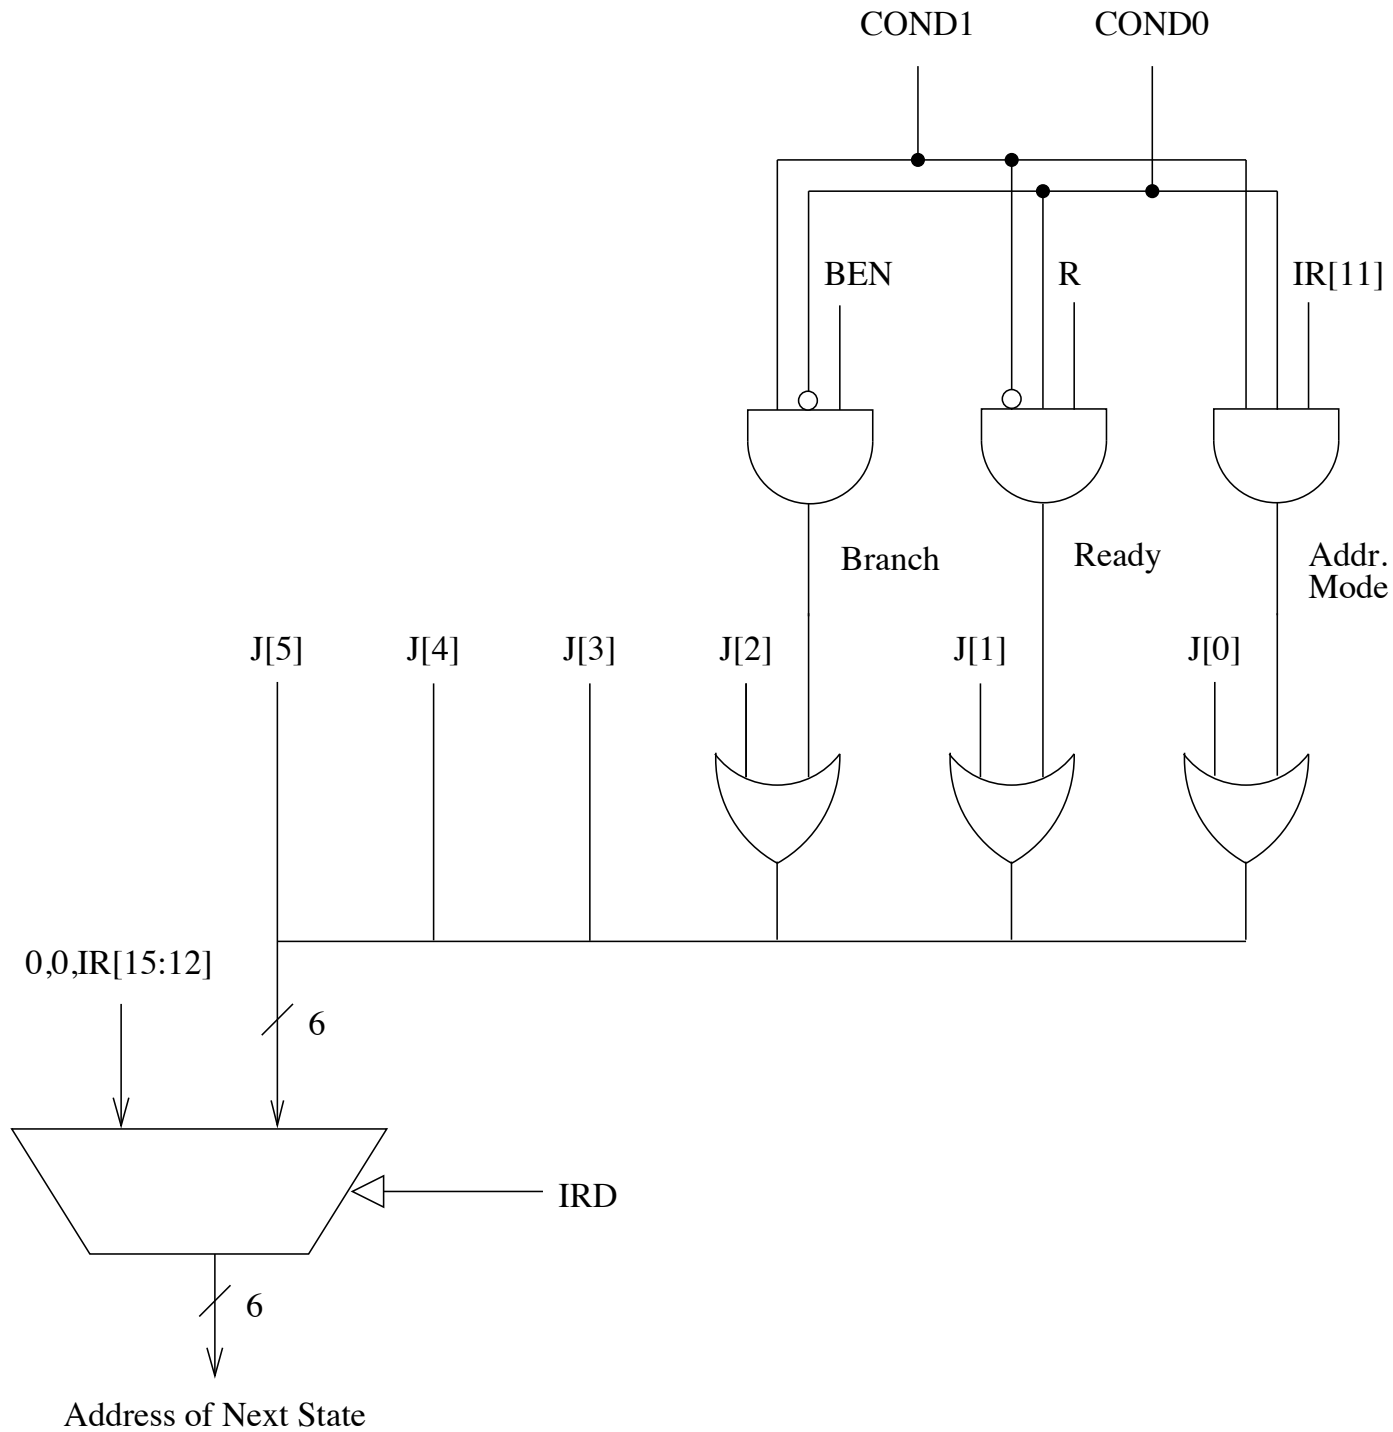 COND1 COND0
BEN R IR[11]
Branch Ready Addr.
Mode
J[5] J[4] J[3] J[2] J[1] J[0]
0,0,IR[15:12]
6
IRD
6
Address of Next State